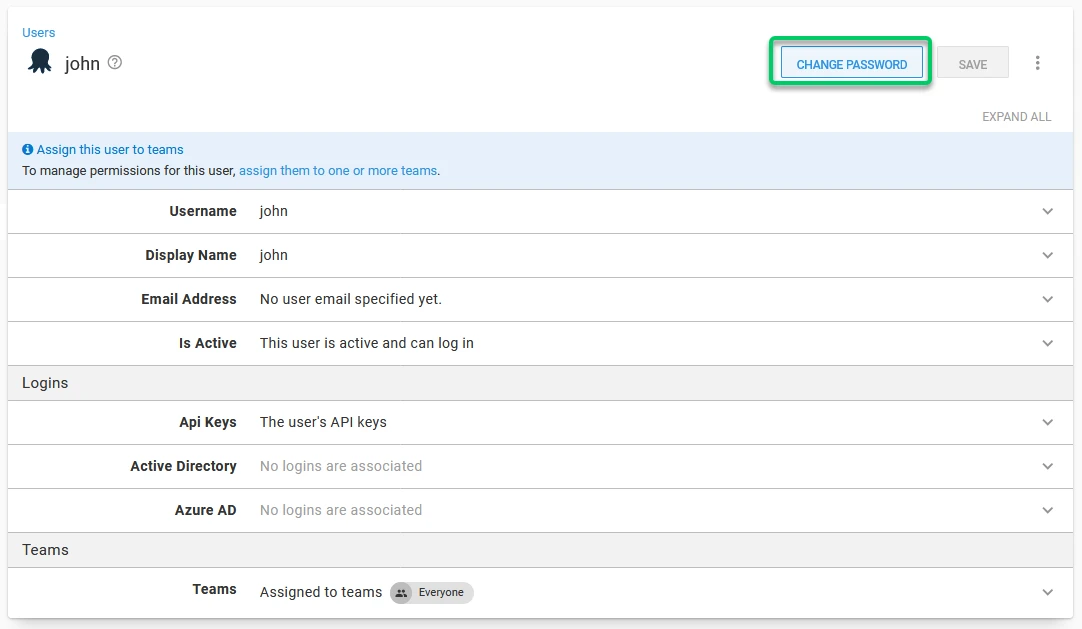 Users
john
CHANGE PASSWORD
SAVE
EXPAND ALL
Assign this user to teams
To manage permissions for this user, assign them to one or more teams.
Username john
Display Name john
Email Address No user email specified yet.
Is Active This user is active and can log in
Logins
Api Keys The user's API keys
Active Directory No logins are associated
Azure AD No logins are associated
Teams
Teams Assigned to teams Everyone